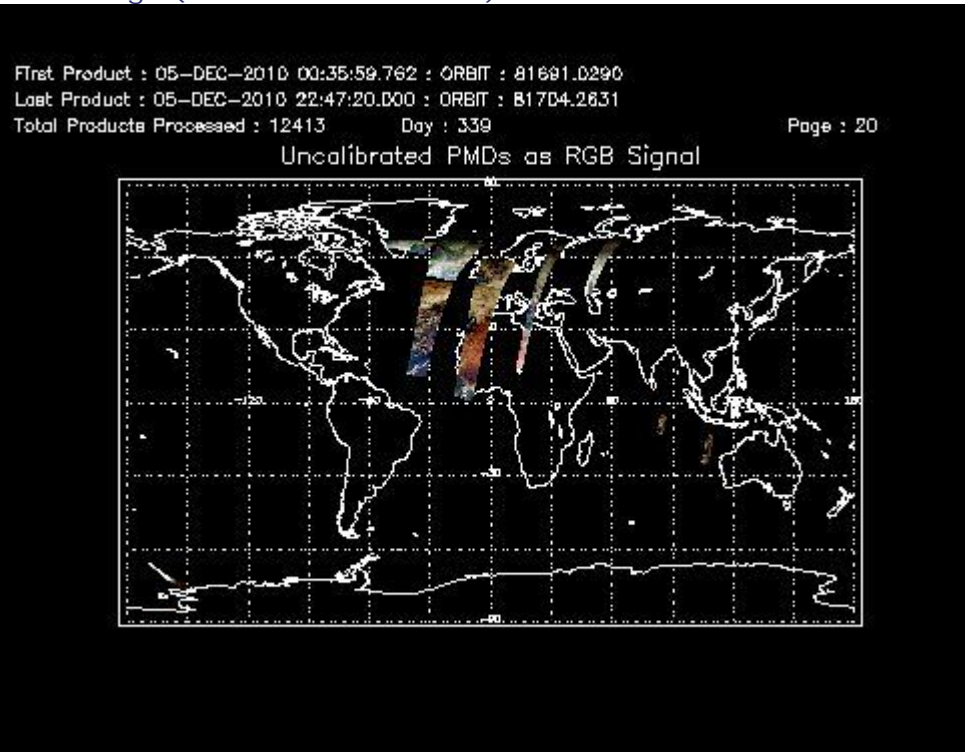 First Product : 05-DEC-2010 00:35:59.762 : ORBIT : 81691.0290
Last Product : 05-DEC-2010 22:47:20.000 : ORBIT : 81704.2631
Total Products Processed : 12413 Day : 339 Page : 20
Uncalibrated PMDs as RGB Signal